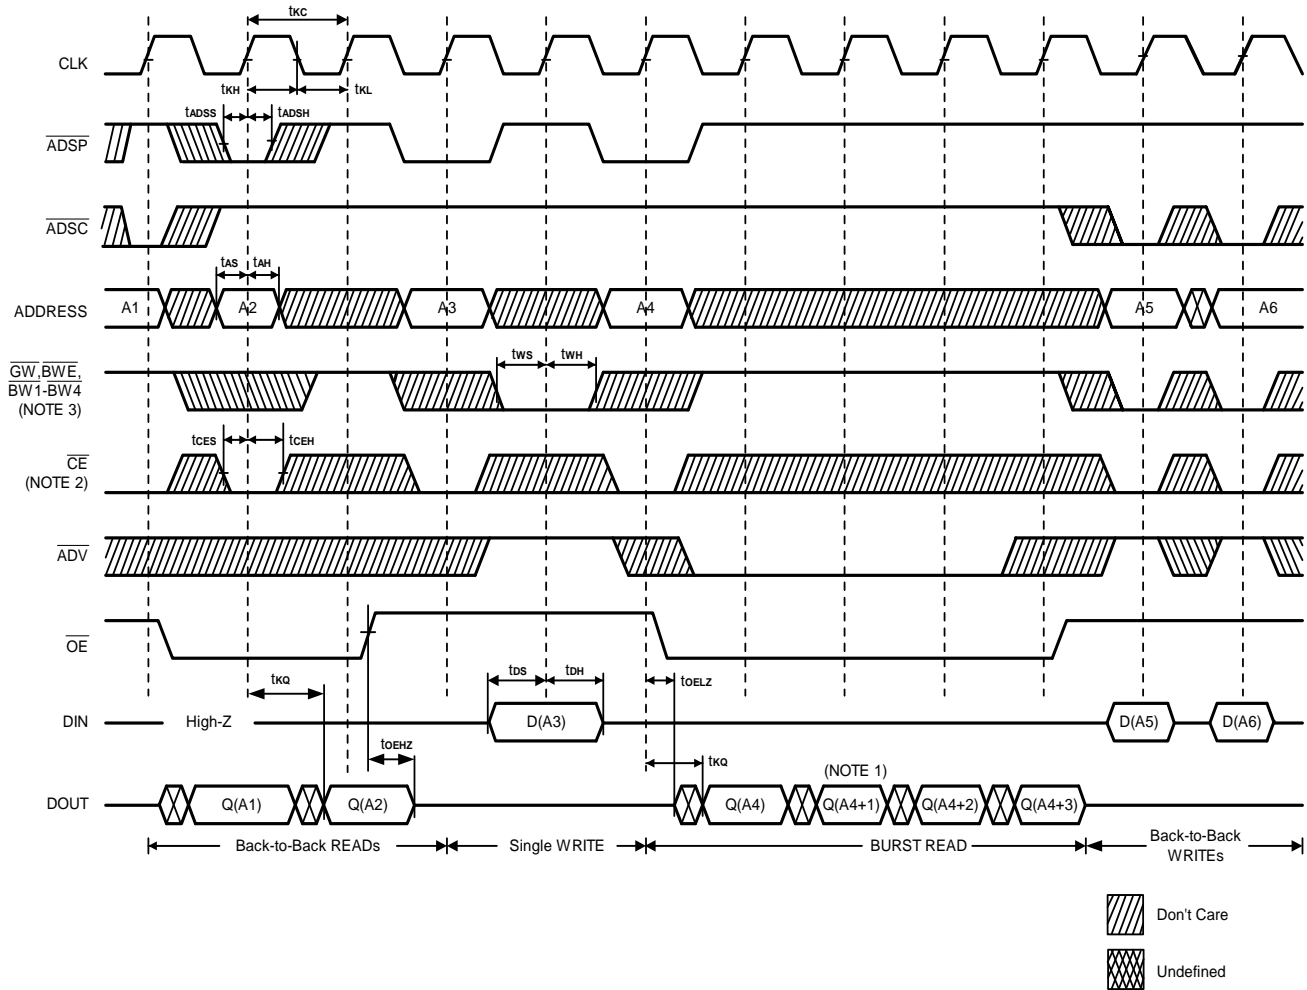 tKC
CLK
tKH
tKL
tADSS
tADSH
ADSP
ADSC
tAS
tAH
ADDRESS
A1
A2
A3
A4
A5
A6
GW,BWE,
BW1-BW4
(NOTE 3)
tWS
tWH
tCES
tCEH
CE
(NOTE 2)
ADV
OE
tKQ
tDS
tDH
tOELZ
DIN
High-Z
D(A3)
D(A5)
D(A6)
tOEHZ
tKQ
(NOTE 1)
DOUT
Q(A1)
Q(A2)
Q(A4)
Q(A4+1)
Q(A4+2)
Q(A4+3)
Back-to-Back READs
Single WRITE
BURST READ
Back-to-Back
WRITEs
Don't Care
Undefined